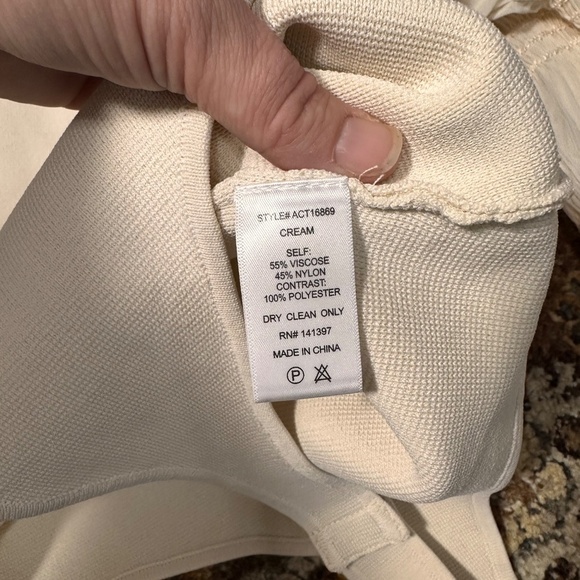 STYLE# ACT16869
CREAM
SELF:
55% VISCOSE
45% NYLON
CONTRAST:
100% POLYESTER
DRY CLEAN ONLY
RN# 141397
MADE IN CHINA
P